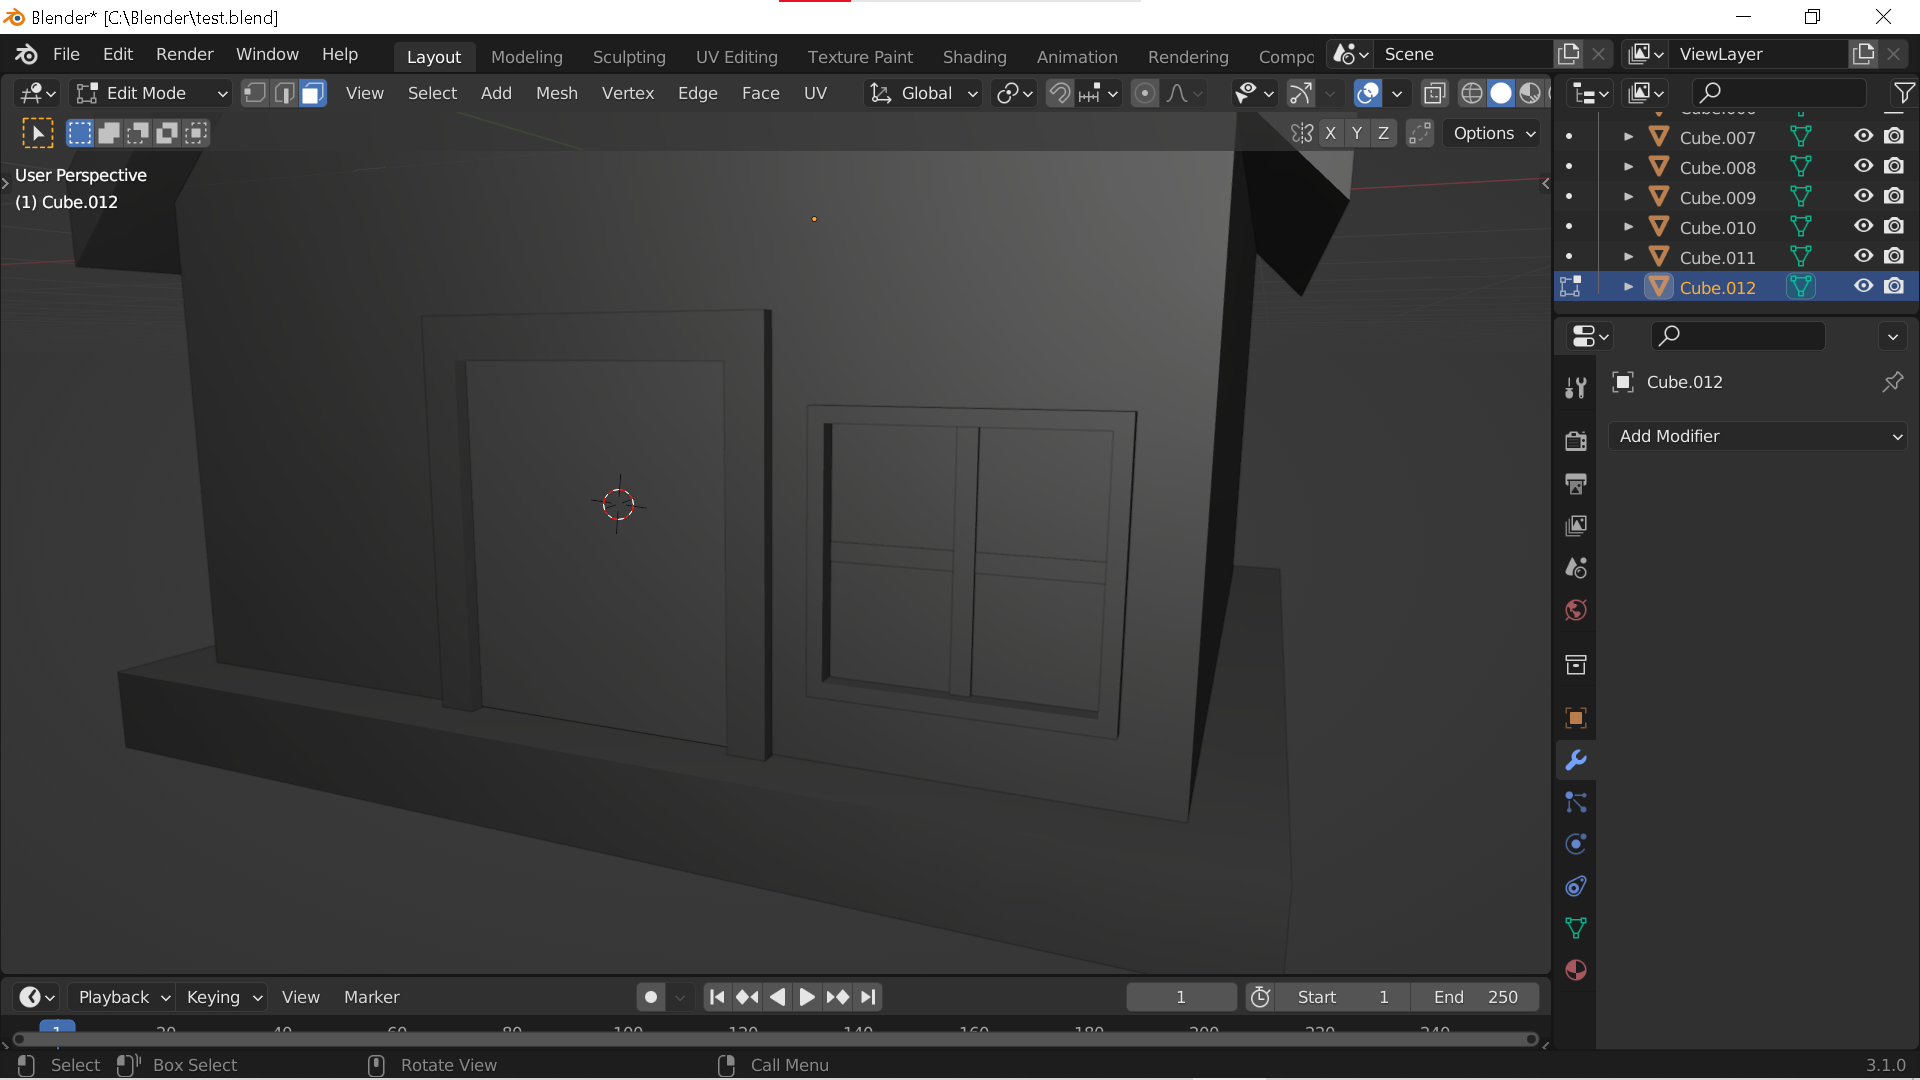 Blender* [C:\Blender\test.blend]
File Edit Render Window Help Layout Modeling Sculpting UV Editing Texture Paint Shading Animation Rendering Compo Scene ViewLayer
Edit Mode View Select Add Mesh Vertex Edge Face UV Global
X Y Z Options
User Perspective
(1) Cube.012
Cube.007
Cube.008
Cube.009
Cube.010
Cube.011
Cube.012
Cube.012
Add Modifier
Playback Keying View Marker 1 Start 1 End 250
1 20 40 60 80 100 120 140 160 180 200 220 240
Select Box Select Rotate View Call Menu 3.1.0